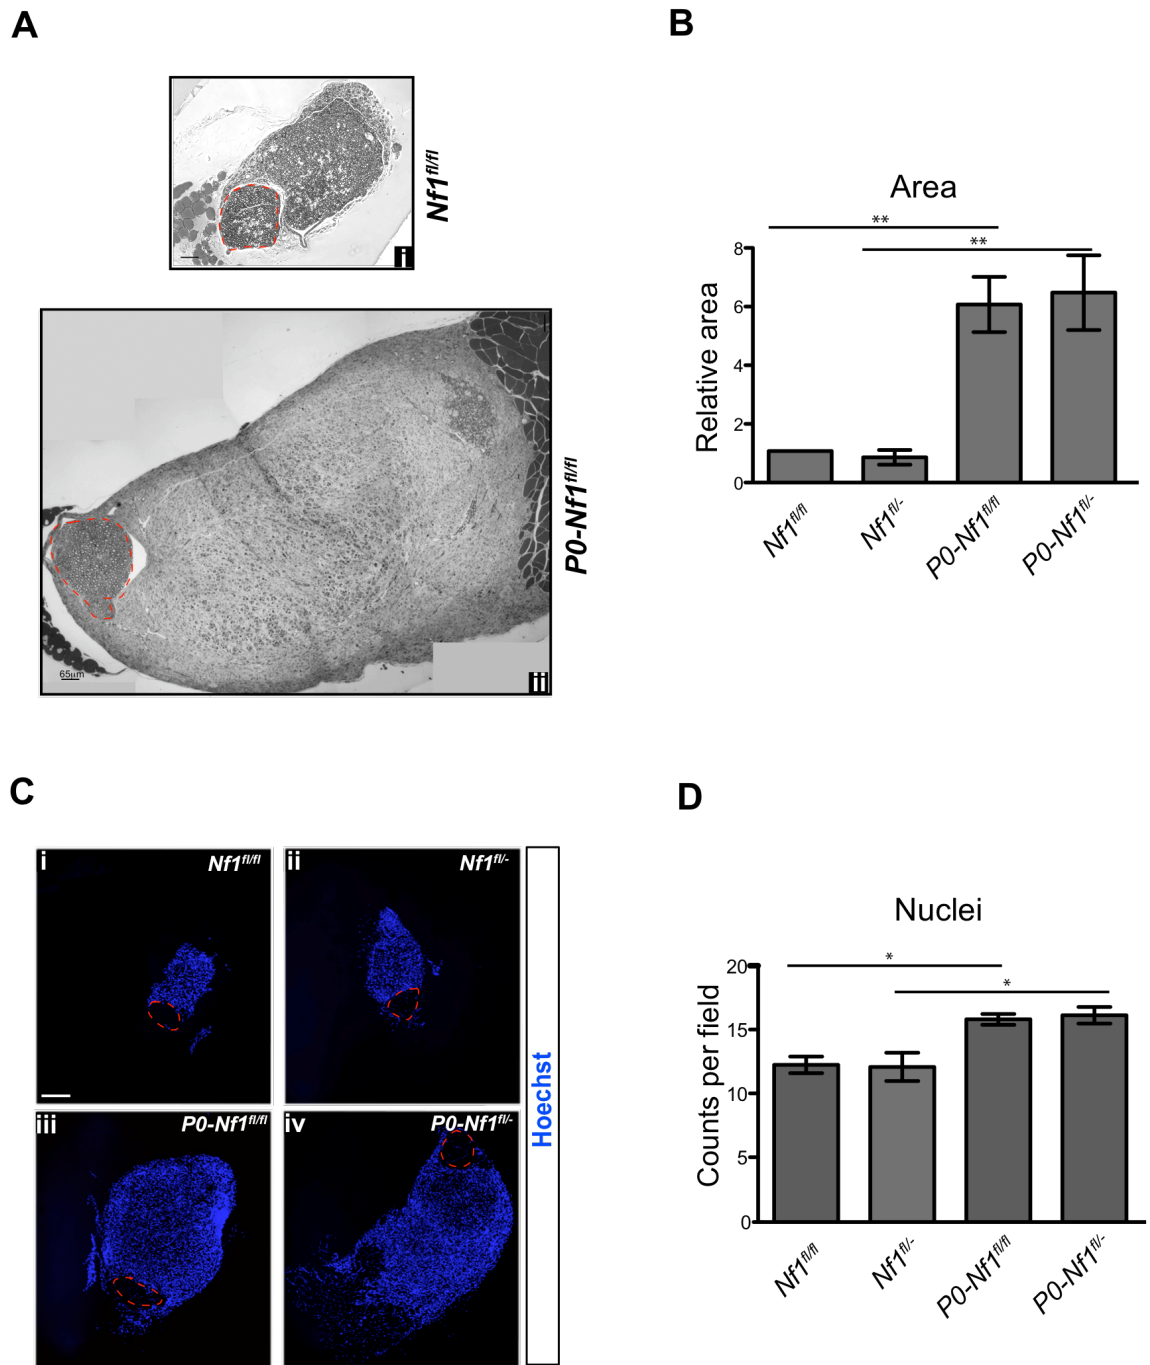 A
Nf1fl/fl
i
P0-Nf1fl/fl
65µm
ii
B
Area
**
**
Relative area
8
6
4
2
0
Nf1fl/fl
Nf1fl/-
P0-Nf1fl/fl
P0-Nf1fl/-
C
i
Nf1fl/fl
ii
Nf1fl/-
iii
P0-Nf1fl/fl
iv
P0-Nf1fl/-
Hoechst
D
Nuclei
*
*
Counts per field
20
15
10
5
0
Nf1fl/fl
Nf1fl/-
P0-Nf1fl/fl
P0-Nf1fl/-